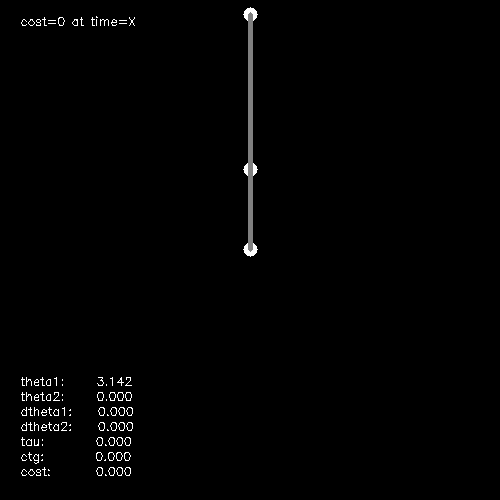 cost=0 at time=X
theta1: 3.142
theta2: 0.000
dtheta1: 0.000
dtheta2: 0.000
tau: 0.000
ctg: 0.000
cost: 0.000